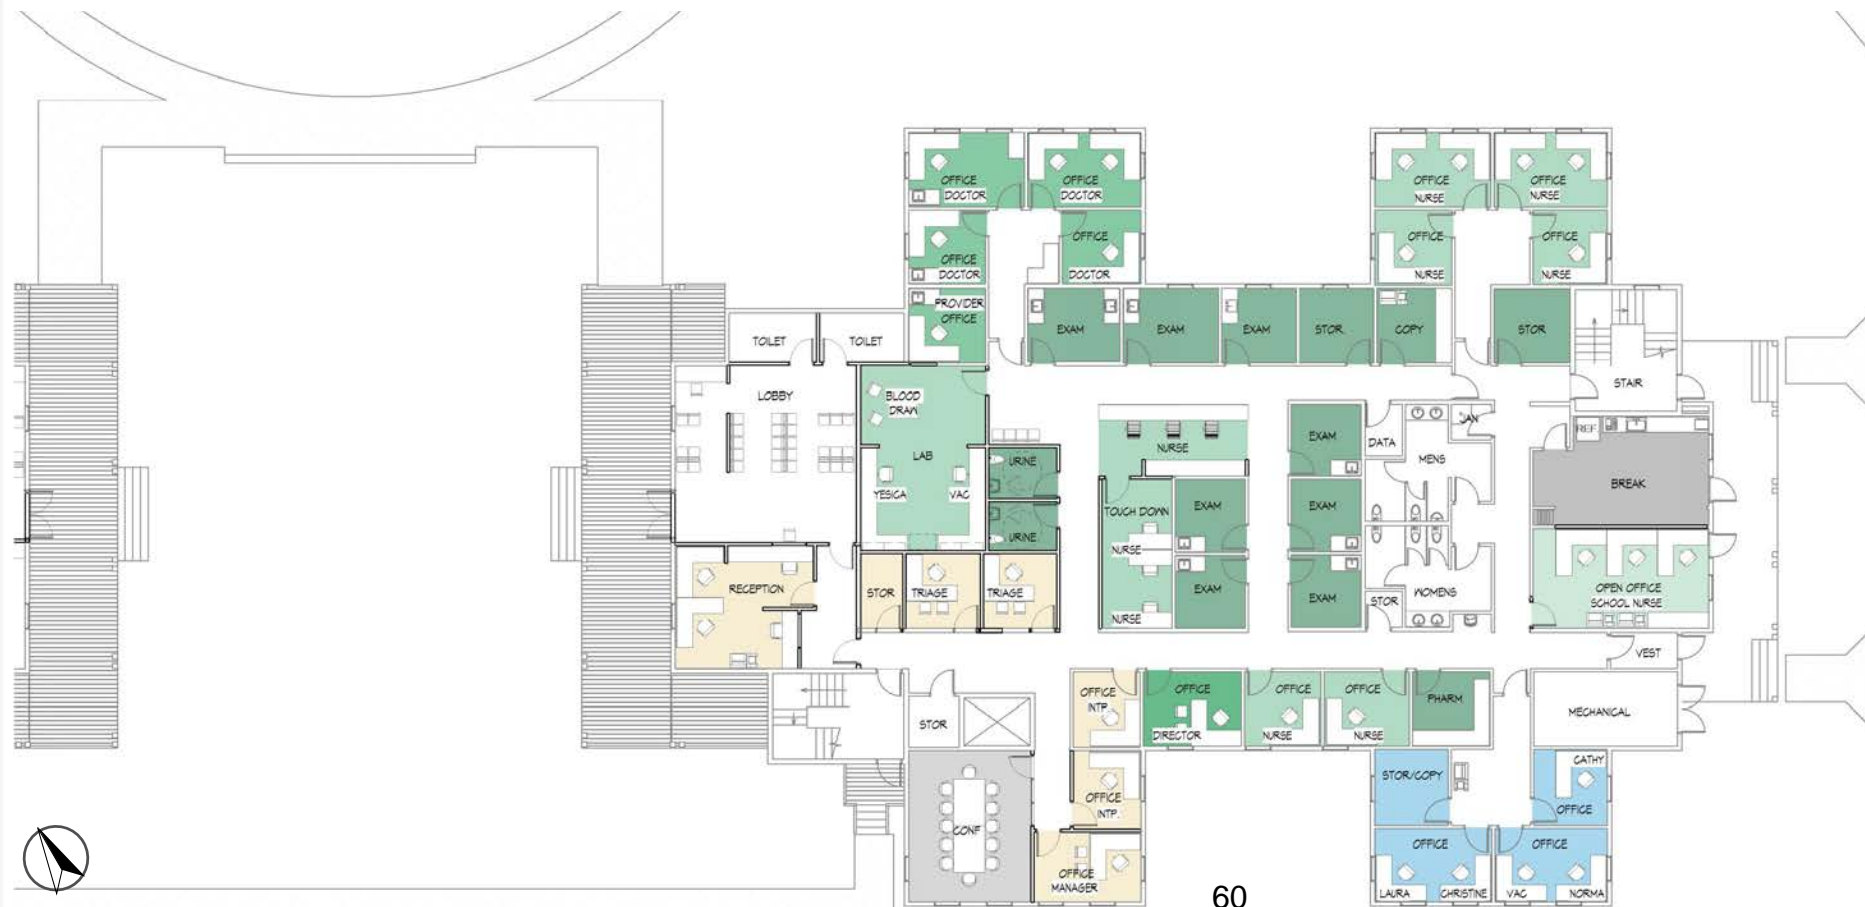 OFFICE
DOCTOR
OFFICE
DOCTOR
OFFICE
NURSE
OFFICE
NURSE
OFFICE
DOCTOR
OFFICE
DOCTOR
OFFICE
NURSE
OFFICE
NURSE
PROVIDER
OFFICE
EXAM
EXAM
EXAM
STOR
COPY
STOR
TOILET
TOILET
STAIR
LOBBY
BLOOD
DRAW
LAB
YESICA
VAC
URINE
URINE
NURSE
TOUCH DOWN
NURSE
NURSE
EXAM
EXAM
EXAM
EXAM
EXAM
DATA
JAN
MENS
STOR
WOMENS
REF
BREAK
OPEN OFFICE
SCHOOL NURSE
RECEPTION
STOR
TRIAGE
TRIAGE
VEST
STOR
OFFICE
INTP.
OFFICE
DIRECTOR
OFFICE
NURSE
OFFICE
NURSE
PHARM
MECHANICAL
CONF
OFFICE
INTP.
OFFICE
MANAGER
STOR/COPY
CATHY
OFFICE
OFFICE
LAURA
CHRISTINE
OFFICE
VAC
NORMA
60